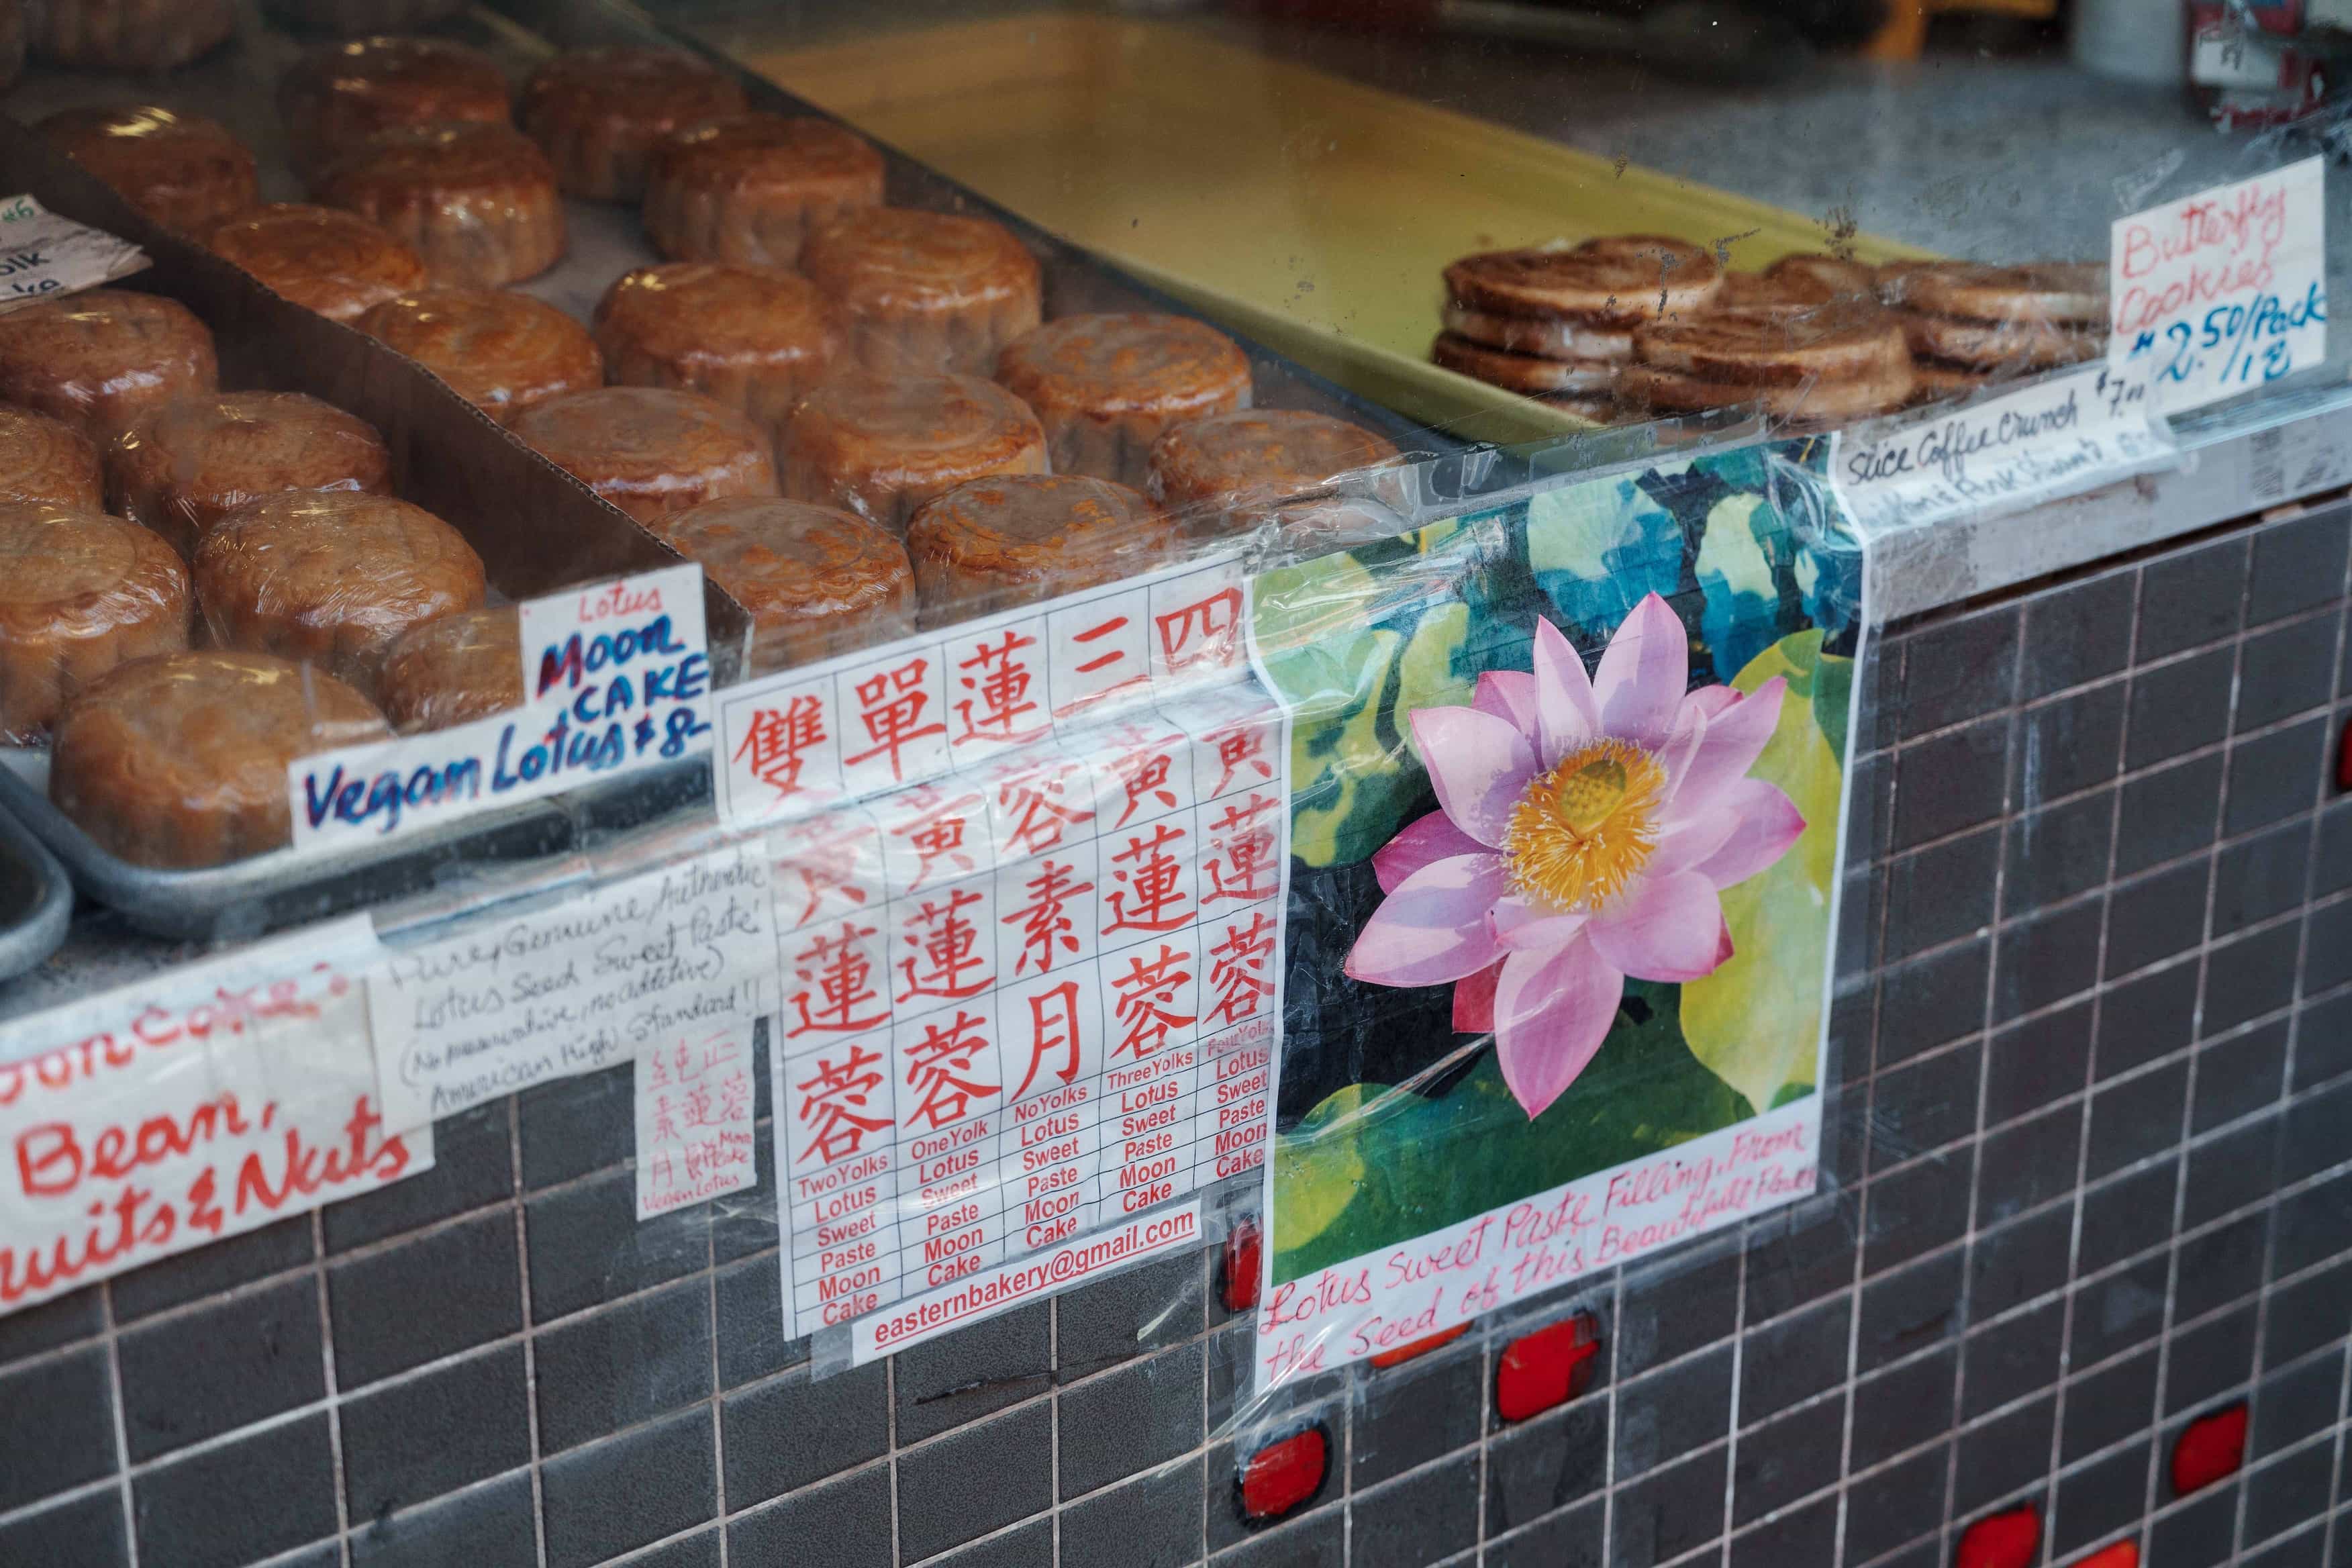 olk
ke
Lotus
Moon
CAKE
Vegan Lotus $8-
Butterfly
Cookies
$2.50/Pack
/1包
Slice Coffee Crunch $7.00
oon Cake:
Bean,
ruits & Nuts
Pure, Genuine, Authentic
Lotus Seed Sweet Paste!
(No preservative, no additive)
American High Standard!!
純正
素蓮蓉
月餅 Moon Cake
Vegan Lotus
雙黃蓮蓉
Two Yolks
Lotus
Sweet
Paste
Moon
Cake
單黃蓮蓉
One Yolk
Lotus
Sweet
Paste
Moon
Cake
蓮蓉素月
No Yolks
Lotus
Sweet
Paste
Moon
Cake
三黃蓮蓉
Three Yolks
Lotus
Sweet
Paste
Moon
Cake
四黃蓮蓉
Four Yolks
Lotus
Sweet
Paste
Moon
Cake
easternbakery@gmail.com
Lotus Sweet Paste Filling, From
the Seed of this Beautifull Flower